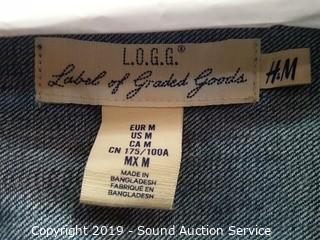 L.O.G.G.®
Label of Graded Goods
H&M
EUR M
US M
CA M
CN 175/100A
MX M
MADE IN
BANGLADESH
FABRIQUÉ EN
BANGLADESH
Copyright 2019 - Sound Auction Service